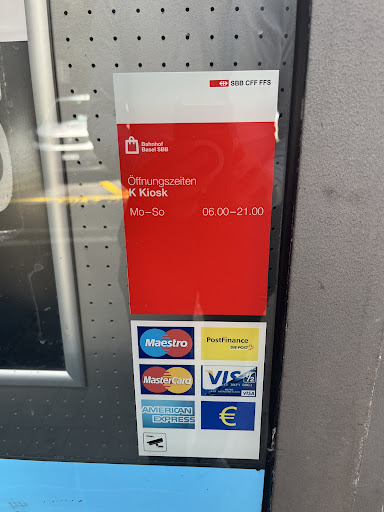 SBB CFF FFS
Bahnhof
Basel SBB
Öffnungszeiten
K Kiosk
Mo–So 06.00–21.00
Maestro
PostFinance
DIE POST
MasterCard
VISA
VISA
AMERICAN
EXPRESS
€